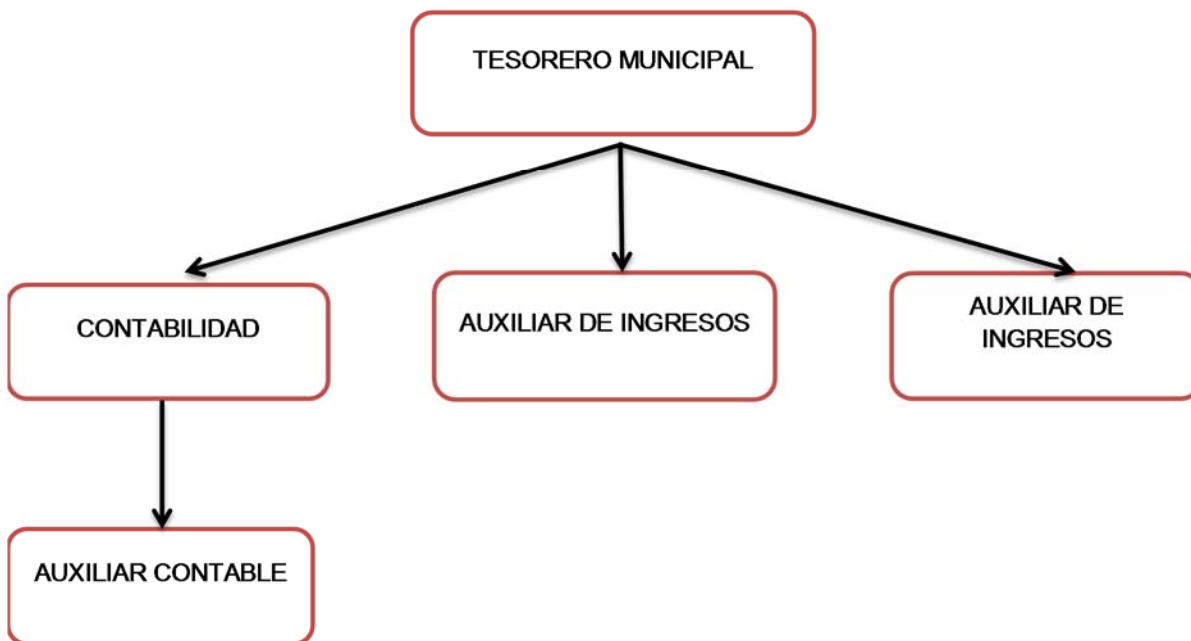 TESORERO MUNICIPAL
CONTABILIDAD
AUXILIAR DE INGRESOS
AUXILIAR DE
INGRESOS
AUXILIAR CONTABLE